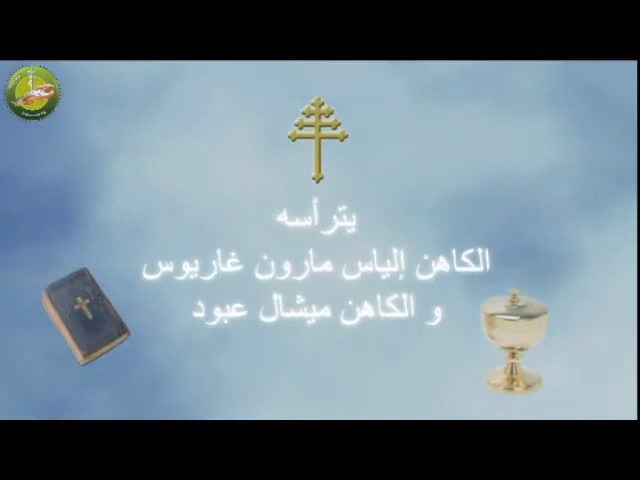 يترأسه
الكاهن إلياس مارون غاريوس
و الكاهن ميشال عبود